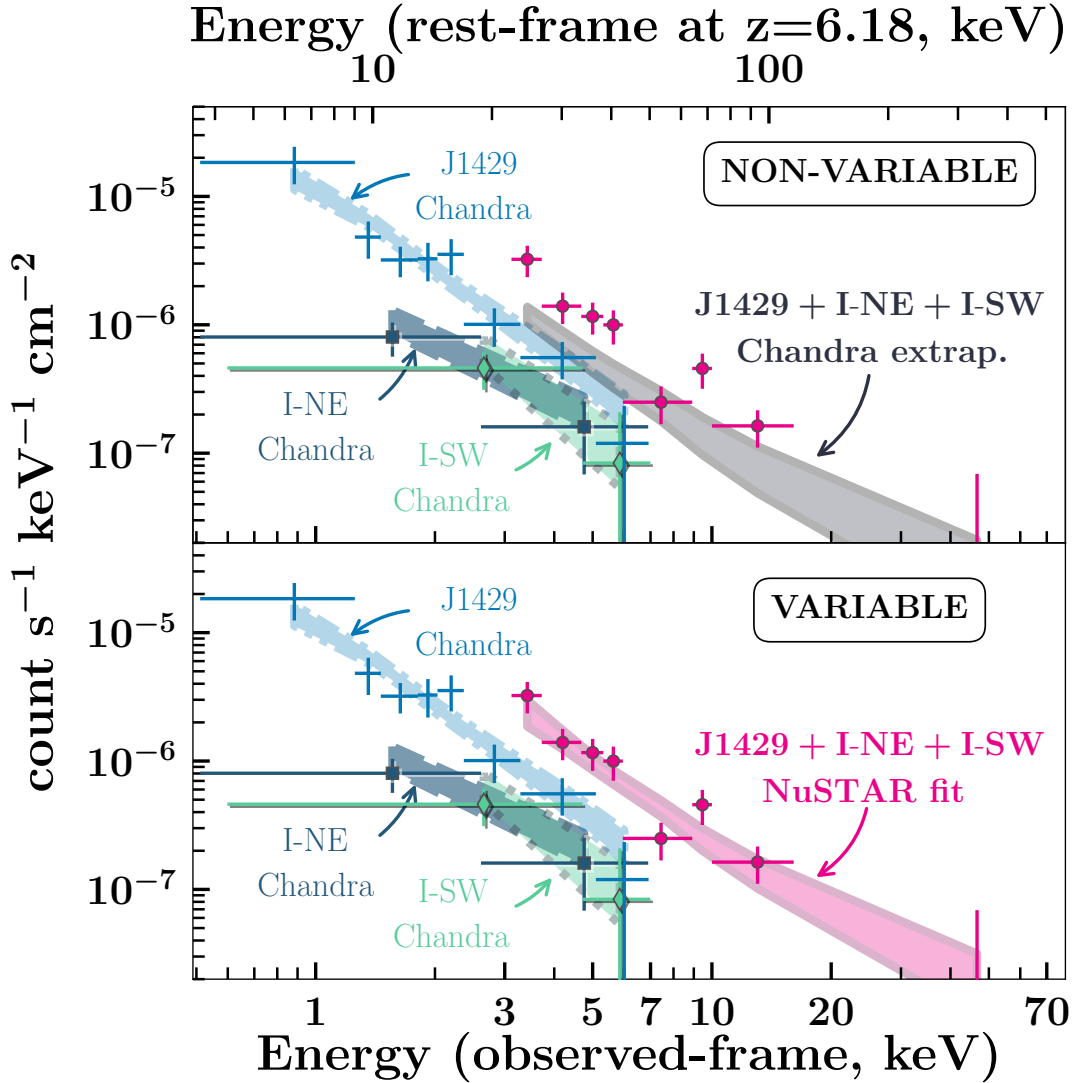 Energy (rest-frame at z=6.18, keV)
10 100
NON-VARIABLE
J1429
Chandra
10⁻⁵
10⁻⁶
10⁻⁷
J1429 + I-NE + I-SW
Chandra extrap.
I-NE
Chandra
I-SW
Chandra
count s⁻¹ keV⁻¹ cm⁻²
VARIABLE
J1429
Chandra
10⁻⁵
10⁻⁶
10⁻⁷
J1429 + I-NE + I-SW
NuSTAR fit
I-NE
Chandra
I-SW
Chandra
1 3 5 7 10 20 70
Energy (observed-frame, keV)